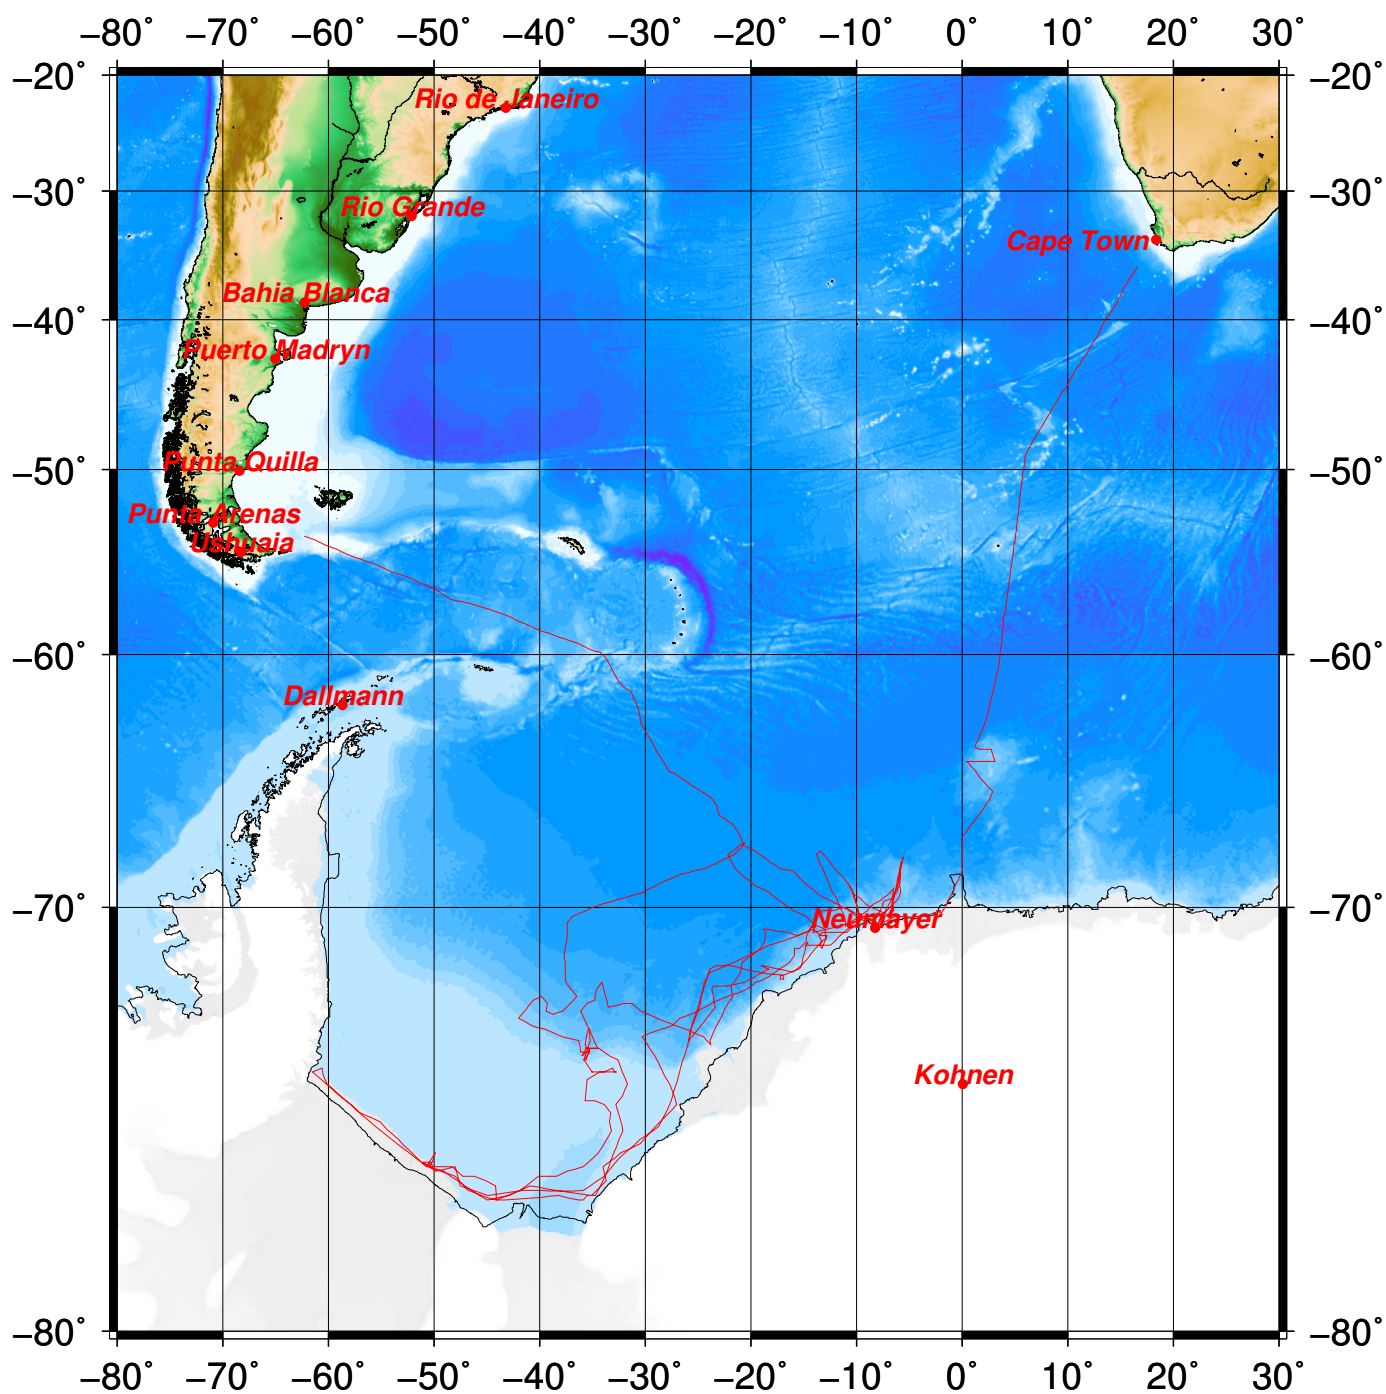 −80° −70° −60° −50° −40° −30° −20° −10° 0° 10° 20° 30°
−20° −20°
Rio de Janeiro
−30° −30°
Rio Grande
Cape Town
Bahia Blanca
−40° −40°
Puerto Madryn
Punta Quilla
−50° −50°
Punta Arenas
Ushuaia
−60° −60°
Dallmann
−70° −70°
Neumayer
Kohnen
−80° −80°
−80° −70° −60° −50° −40° −30° −20° −10° 0° 10° 20° 30°